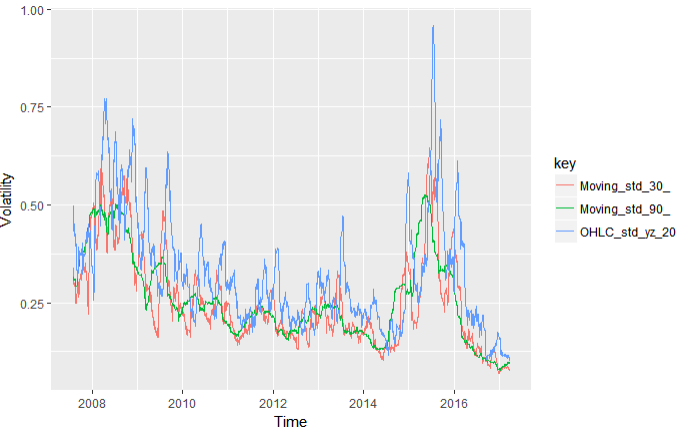 1.00
0.75
0.50
0.25
Volatility
2008 2010 2012 2014 2016
Time
key
Moving_std_30_
Moving_std_90_
OHLC_std_yz_20